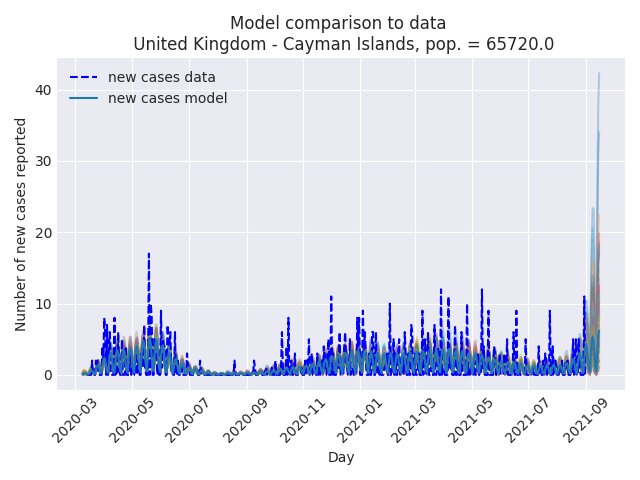 Model comparison to data
United Kingdom - Cayman Islands, pop. = 65720.0
new cases data
new cases model
Number of new cases reported
40
30
20
10
0
2020-03
2020-05
2020-07
2020-09
2020-11
2021-01
2021-03
2021-05
2021-07
2021-09
Day